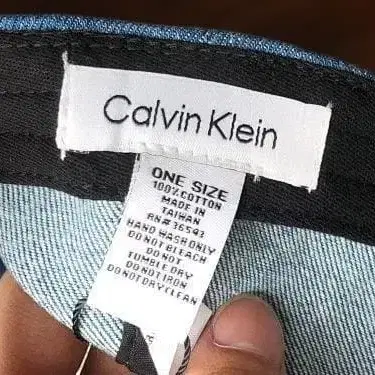 Calvin Klein
ONE SIZE
100% COTTON
MADE IN
TAIWAN
RN# 36543
HAND WASH ONLY
DO NOT BLEACH
DO NOT
TUMBLE DRY
DO NOT IRON
DO NOT DRY CLEAN